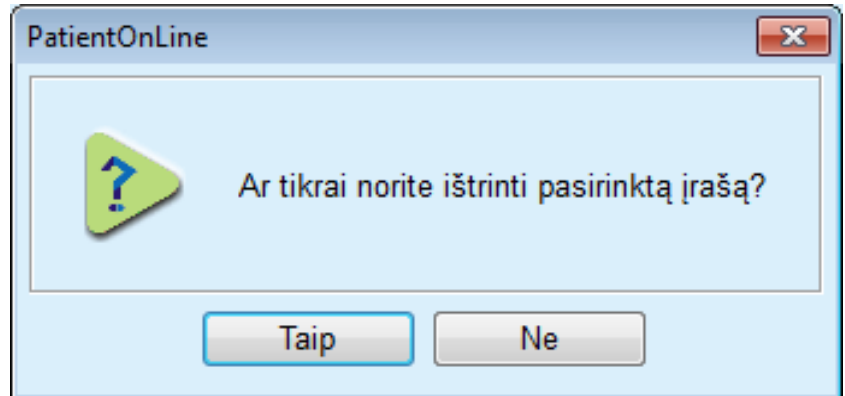 PatientOnLine
Ar tikrai norite ištrinti pasirinktą įrašą?
Taip
Ne